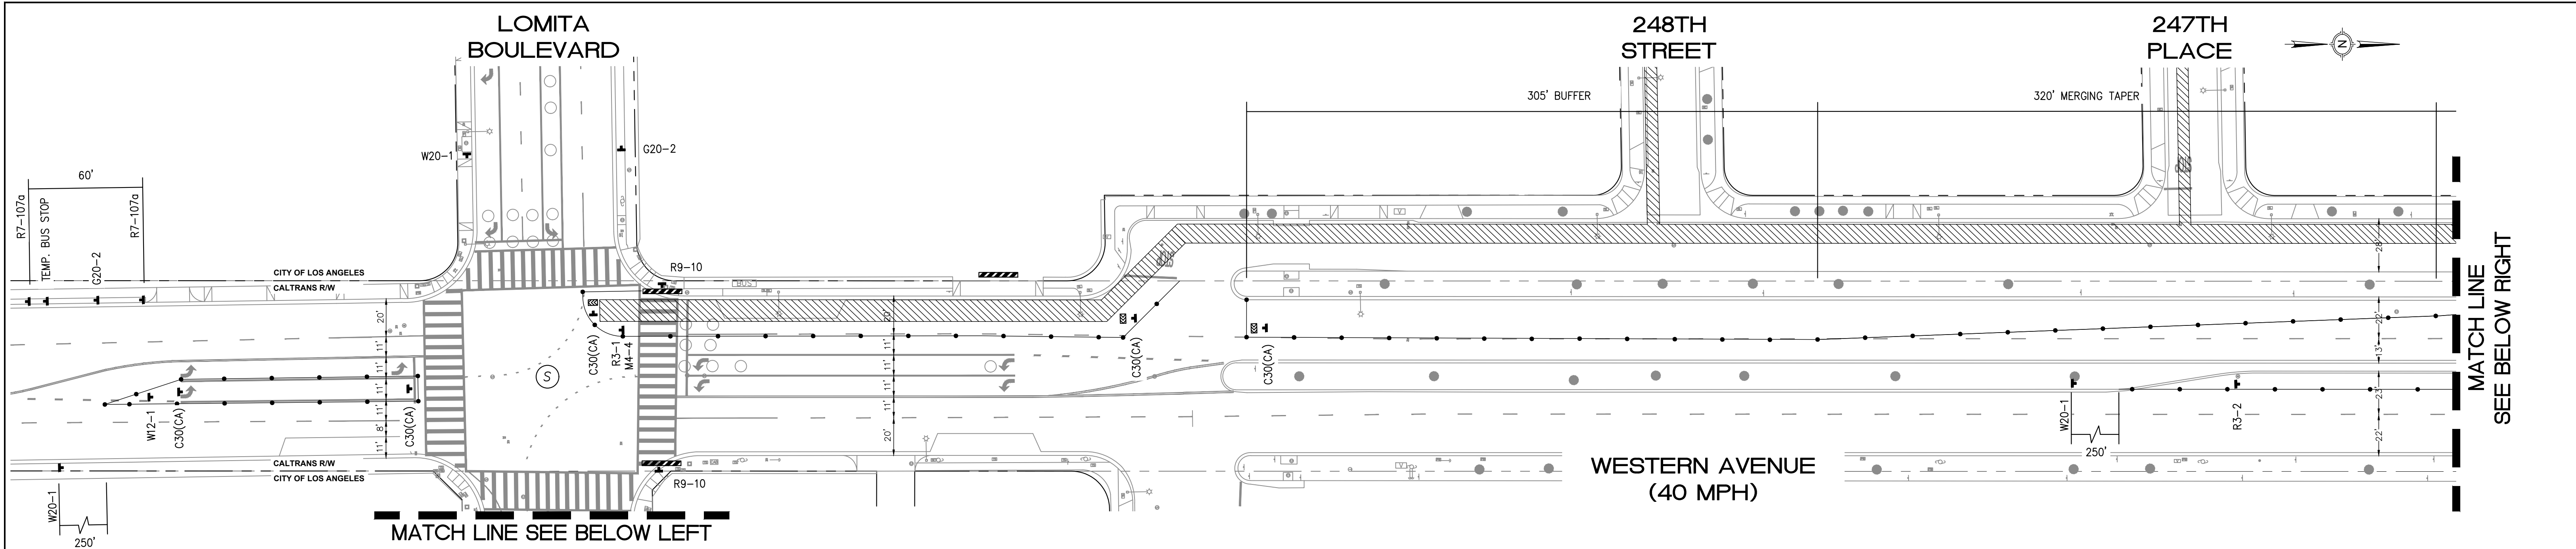 LOMITA
BOULEVARD
248TH
STREET
247TH
PLACE
N
305' BUFFER
320' MERGING TAPER
W20-1
G20-2
60'
R7-107a
TEMP. BUS STOP
G20-2
R7-107a
CITY OF LOS ANGELES
CALTRANS R/W
R9-10
BUS
28'
20'
11'
11'
11'
11'
8'
11'
C30(CA)
R3-1
M4-4
20'
11'
11'
11'
11'
20'
C30(CA)
C30(CA)
22'
13'
23'
22'
S
W12-1
C30(CA)
C30(CA)
W20-1
R3-2
250'
CALTRANS R/W
CITY OF LOS ANGELES
R9-10
WESTERN AVENUE
(40 MPH)
W20-1
250'
MATCH LINE SEE BELOW LEFT
MATCH LINE
SEE BELOW RIGHT